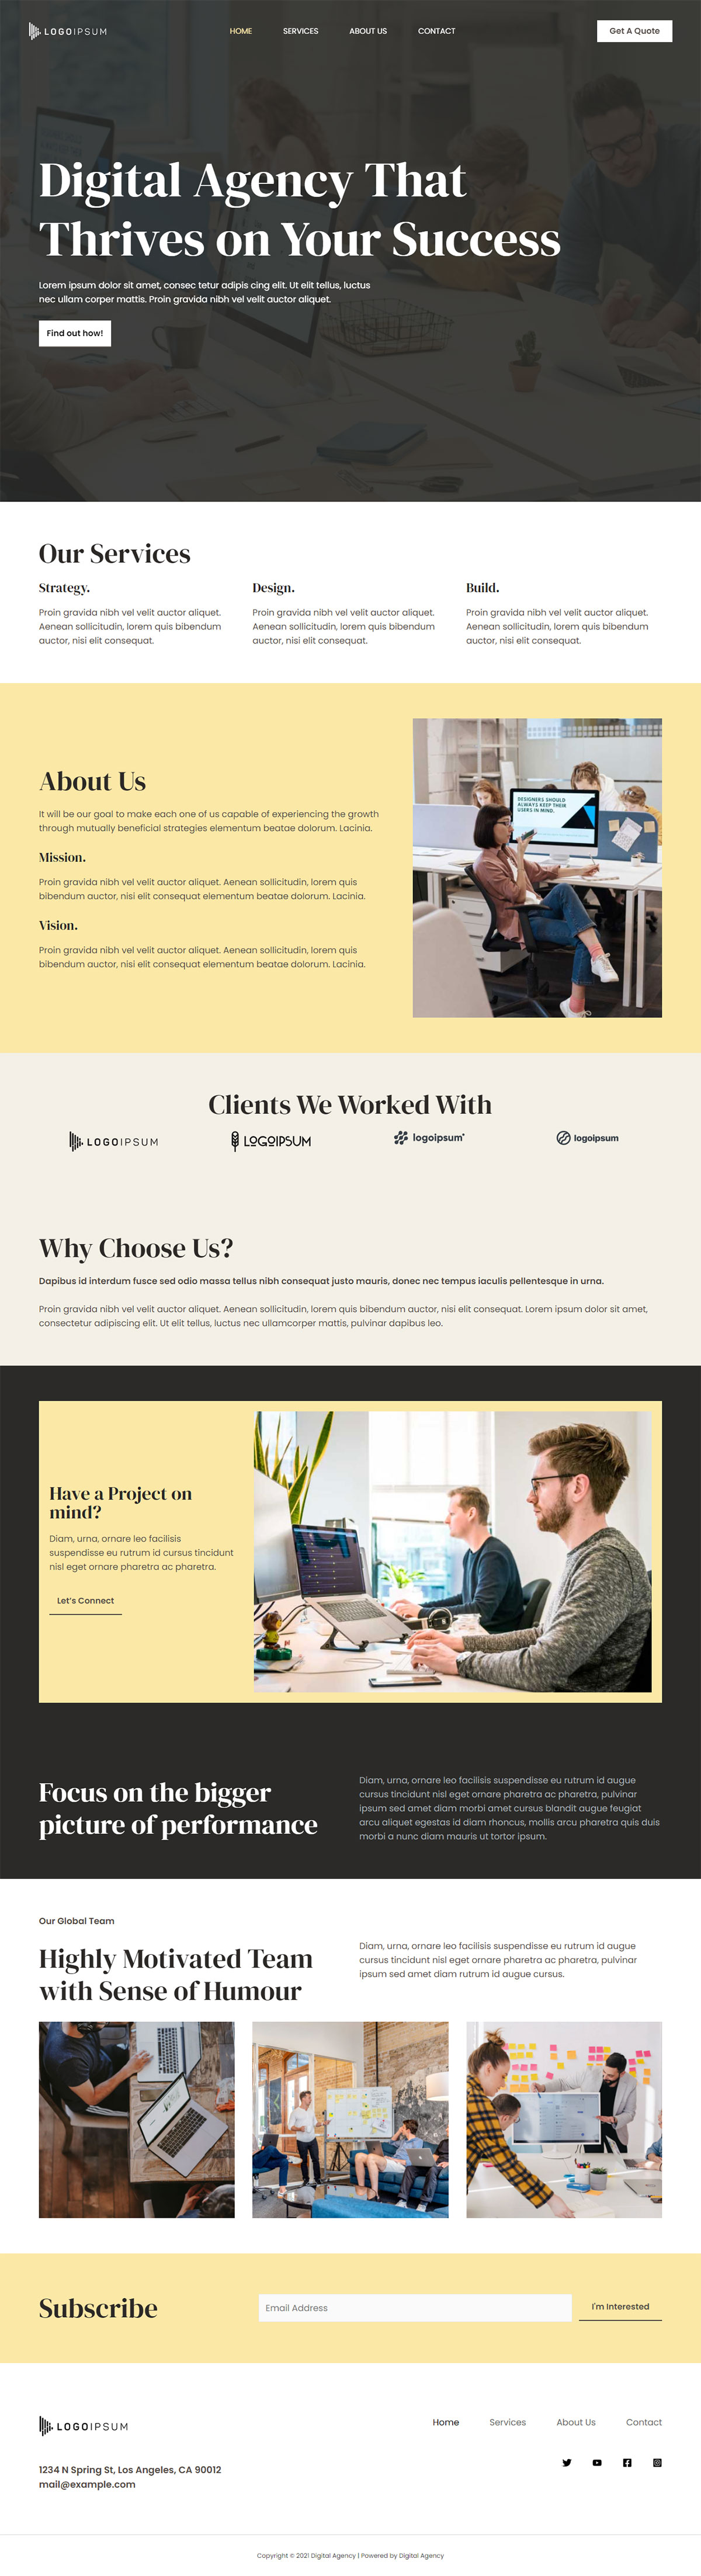 LOGOIPSUM
HOME SERVICES ABOUT US CONTACT
Get A Quote
Digital Agency That
Thrives on Your Success
Lorem ipsum dolor sit amet, consec tetur adipis cing elit. Ut elit tellus, luctus
nec ullam corper mattis. Proin gravida nibh vel velit auctor aliquet.
Find out how!
Our Services
Strategy.
Proin gravida nibh vel velit auctor aliquet.
Aenean sollicitudin, lorem quis bibendum
auctor, nisi elit consequat.
Design.
Proin gravida nibh vel velit auctor aliquet.
Aenean sollicitudin, lorem quis bibendum
auctor, nisi elit consequat.
Build.
Proin gravida nibh vel velit auctor aliquet.
Aenean sollicitudin, lorem quis bibendum
auctor, nisi elit consequat.
About Us
It will be our goal to make each one of us capable of experiencing the growth
through mutually beneficial strategies elementum beatae dolorum. Lacinia.
Mission.
Proin gravida nibh vel velit auctor aliquet. Aenean sollicitudin, lorem quis
bibendum auctor, nisi elit consequat elementum beatae dolorum. Lacinia.
Vision.
Proin gravida nibh vel velit auctor aliquet. Aenean sollicitudin, lorem quis
bibendum auctor, nisi elit consequat elementum beatae dolorum. Lacinia.
DESIGNERS SHOULD
ALWAYS KEEP THEIR
USERS IN MIND.
Clients We Worked With
LOGOIPSUM
LOGOIPSUM
logoipsum
logoipsum
Why Choose Us?
Dapibus id interdum fusce sed odio massa tellus nibh consequat justo mauris, donec nec tempus iaculis pellentesque in urna.
Proin gravida nibh vel velit auctor aliquet. Aenean sollicitudin, lorem quis bibendum auctor, nisi elit consequat. Lorem ipsum dolor sit amet,
consectetur adipiscing elit. Ut elit tellus, luctus nec ullamcorper mattis, pulvinar dapibus leo.
Have a Project on
mind?
Diam, urna, ornare leo facilisis
suspendisse eu rutrum id cursus tincidunt
nisl eget ornare pharetra ac pharetra.
Let's Connect
Focus on the bigger
picture of performance
Diam, urna, ornare leo facilisis suspendisse eu rutrum id augue
cursus tincidunt nisl eget ornare pharetra ac pharetra, pulvinar
ipsum sed amet diam morbi amet cursus blandit augue feugiat
arcu aliquet egestas id diam rhoncus, mollis arcu pharetra quis duis
morbi a nunc diam mauris ut tortor ipsum.
Our Global Team
Highly Motivated Team
with Sense of Humour
Diam, urna, ornare leo facilisis suspendisse eu rutrum id augue
cursus tincidunt nisl eget ornare pharetra ac pharetra, pulvinar
ipsum sed amet diam rutrum id augue cursus.
Subscribe
Email Address
I'm Interested
LOGOIPSUM
Home Services About Us Contact
1234 N Spring St, Los Angeles, CA 90012
mail@example.com
Copyright © 2021 Digital Agency | Powered by Digital Agency